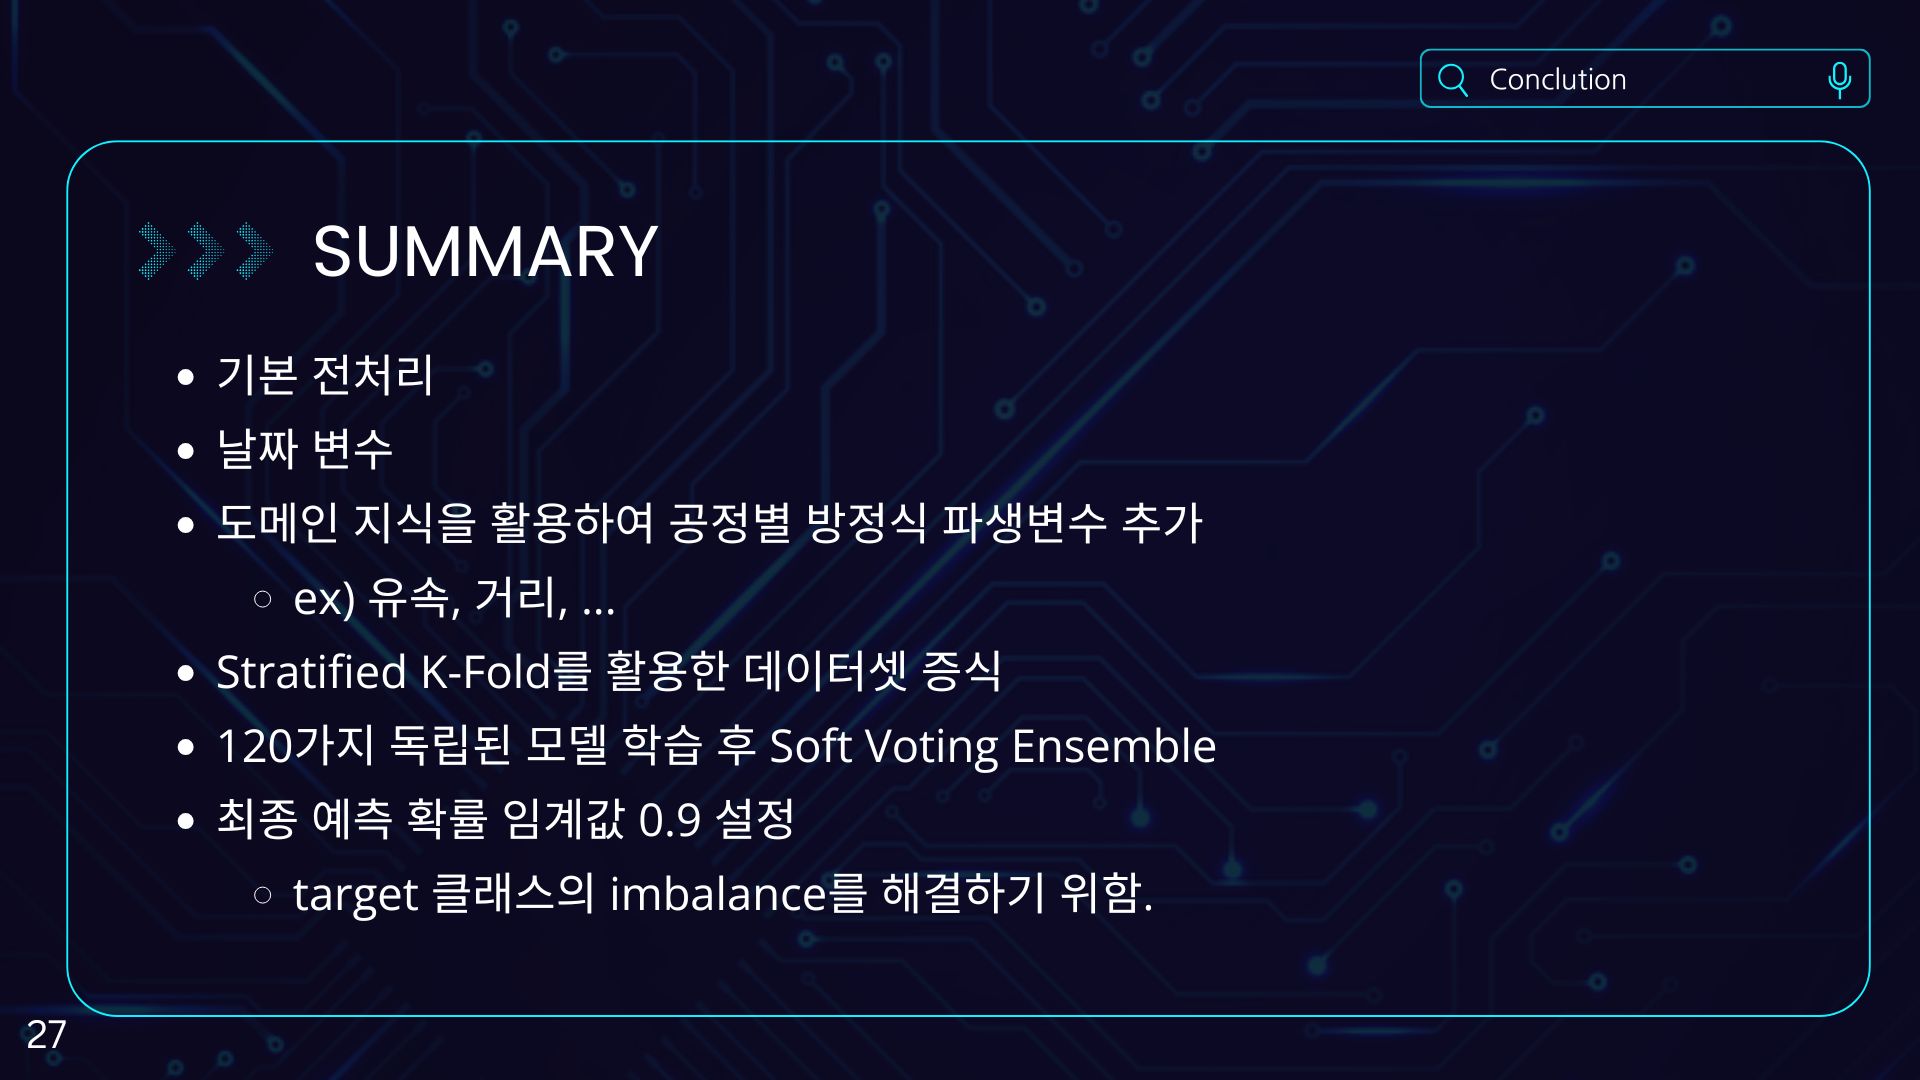 Conclution
SUMMARY
• 기본 전처리
• 날짜 변수
• 도메인 지식을 활용하여 공정별 방정식 파생변수 추가
○ ex) 유속, 거리, ...
• Stratified K-Fold를 활용한 데이터셋 증식
• 120가지 독립된 모델 학습 후 Soft Voting Ensemble
• 최종 예측 확률 임계값 0.9 설정
○ target 클래스의 imbalance를 해결하기 위함.
27